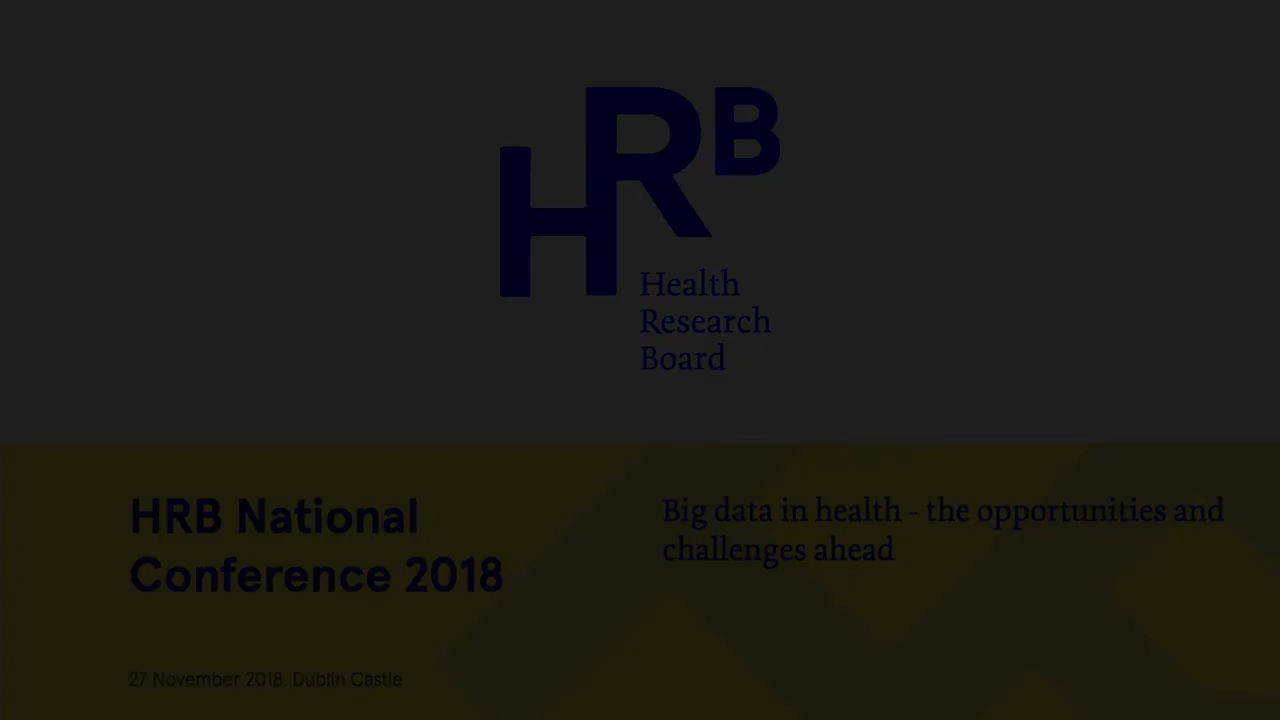 HRB
Health
Research
Board
HRB National
Conference 2018
Big data in health - the opportunities and
challenges ahead
27 November 2018, Dublin Castle